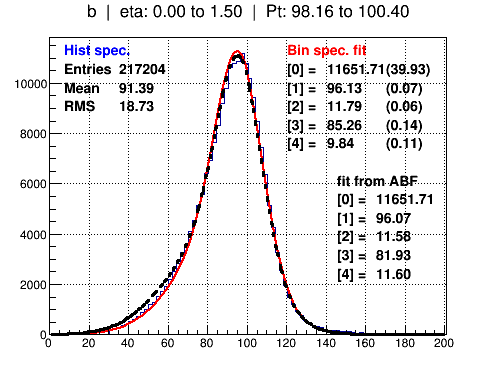 b | eta: 0.00 to 1.50 | Pt: 98.16 to 100.40
Hist spec.
Entries 217204
Mean 91.39
RMS 18.73
Bin spec. fit
[0] = 11651.71(39.93)
[1] = 96.13 (0.07)
[2] = 11.79 (0.06)
[3] = 85.26 (0.14)
[4] = 9.84 (0.11)
fit from ABF
[0] = 11651.71
[1] = 96.07
[2] = 11.58
[3] = 81.93
[4] = 11.60
10000
8000
6000
4000
2000
0
0 20 40 60 80 100 120 140 160 180 200